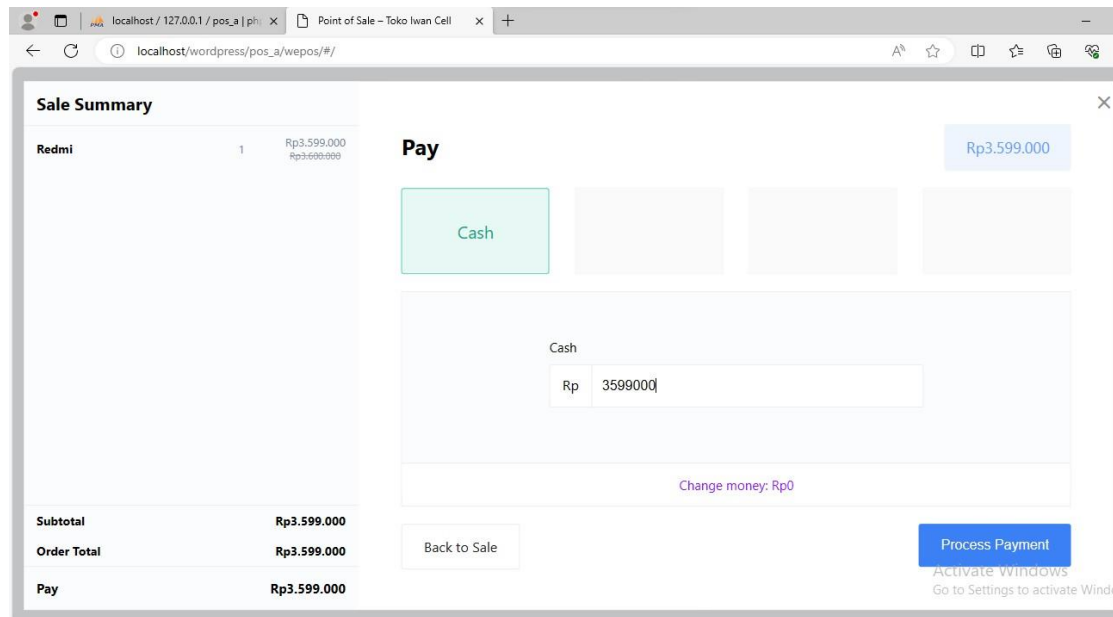 localhost / 127.0.0.1 / pos_a | ph
Point of Sale – Toko Iwan Cell
localhost/wordpress/pos_a/wepos/#/
Sale Summary
Redmi 1 Rp3.599.000
Rp3.600.000
Pay
Rp3.599.000
Cash
Cash
Rp 3599000
Change money: Rp0
Subtotal Rp3.599.000
Order Total Rp3.599.000
Pay Rp3.599.000
Back to Sale
Process Payment
Activate Windows
Go to Settings to activate Wind